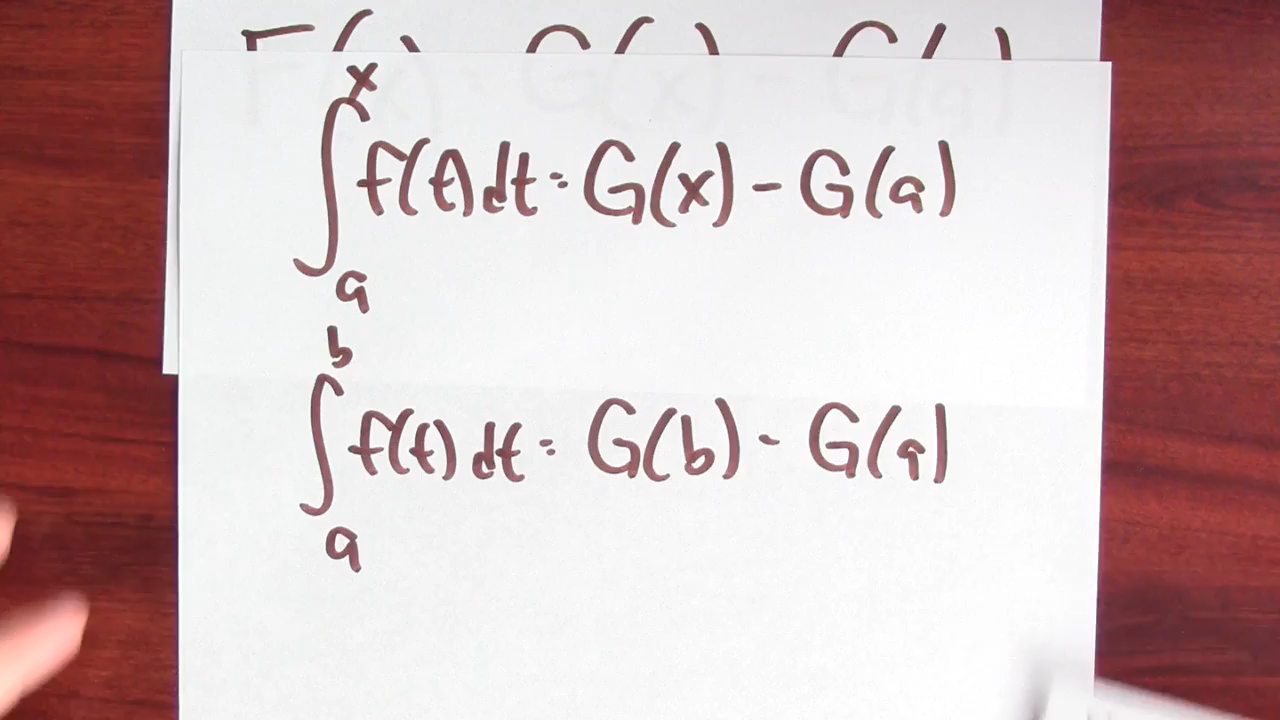 F(x) = G(x) - G(a)
∫ₐˣ f(t) dt = G(x) - G(a)
∫ₐᵇ f(t) dt = G(b) - G(a)